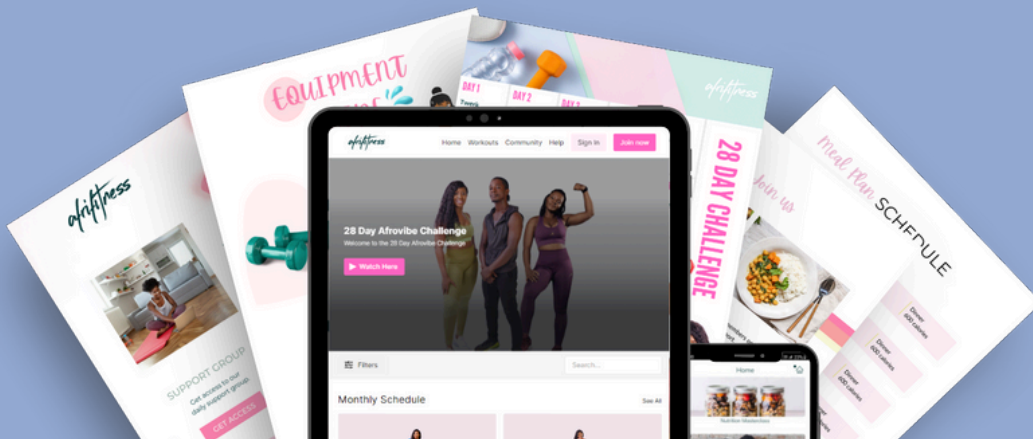 afrifitness
SUPPORT GROUP
Get access to our
daily support group.
GET ACCESS
EQUIPMENT
afrifitness
DAY 1
DAY 2
DAY 3
Twerk
28 DAY CHALLENGE
afrifitness
Home Workouts Community Help Sign In Join now
28 Day Afrovibe Challenge
Welcome to the 28 Day Afrovibe Challenge
Watch Here
Filters
Search...
Monthly Schedule
See All
Join us
Meal Plan SCHEDULE
Dinner
600 calories
Dinner
600 calories
Dinner
600 calories
Home
Nutrition Masterclass